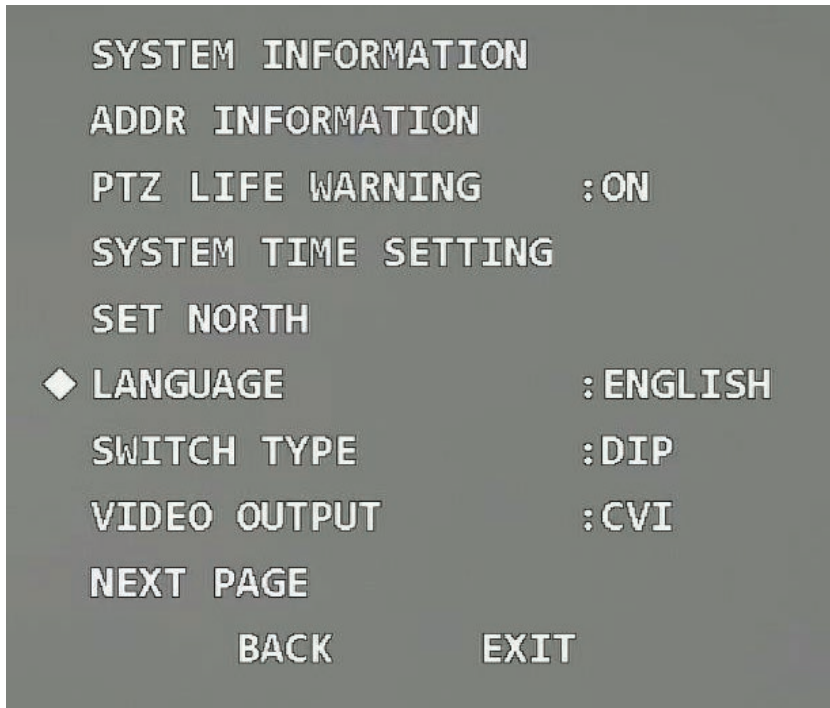 SYSTEM INFORMATION
ADDR INFORMATION
PTZ LIFE WARNING :ON
SYSTEM TIME SETTING
SET NORTH
LANGUAGE :ENGLISH
SWITCH TYPE :DIP
VIDEO OUTPUT :CVI
NEXT PAGE
BACK EXIT